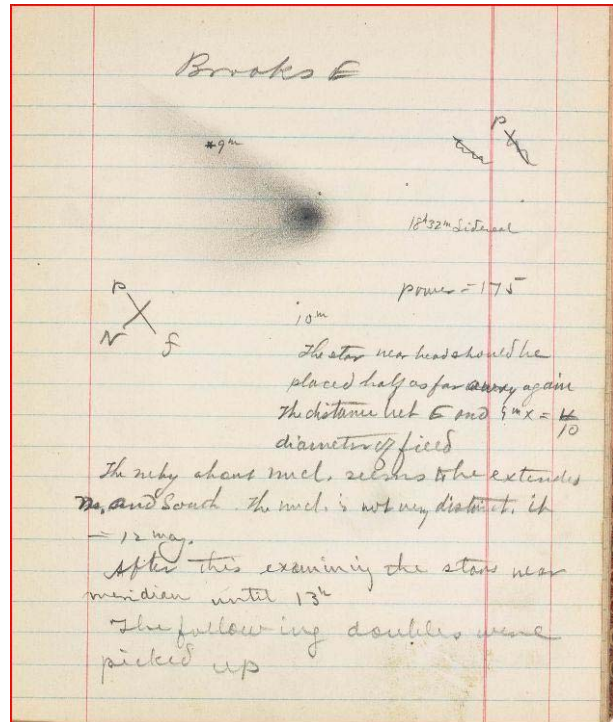 Brooks E
*9m
P
18h32m Sidereal
power = 175
P
N f
10m
The star near head should be
placed half as far away again
The distance bet E and 9m x = 4/10
diameter of field
The neby about nucl. seems to be extended
and South. The nucl. is not very distinct. it
= 12 mag.
After this examining the stars near
meridian until 13h
The following doubles were
picked up